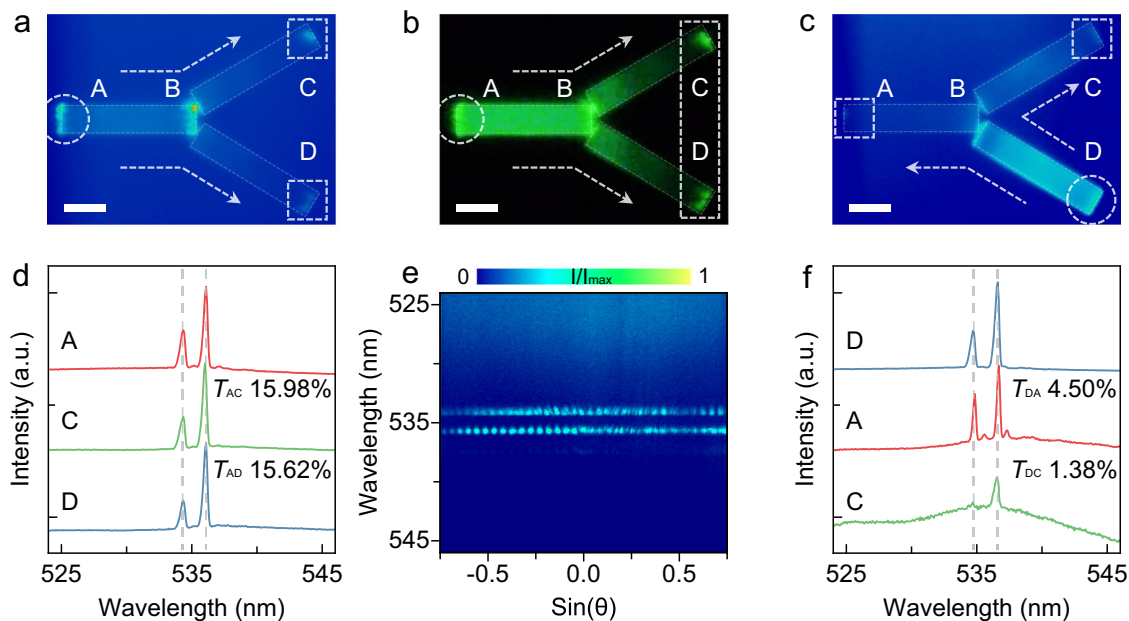 a
A
B
C
D
b
A
B
C
D
c
A
B
C
D
d
Intensity (a.u.)
A
T_AC 15.98%
C
T_AD 15.62%
D
525
535
545
Wavelength (nm)
e
0
I/I_max
1
Wavelength (nm)
525
535
545
-0.5
0.0
0.5
Sin(θ)
f
Intensity (a.u.)
D
T_DA 4.50%
A
T_DC 1.38%
C
525
535
545
Wavelength (nm)